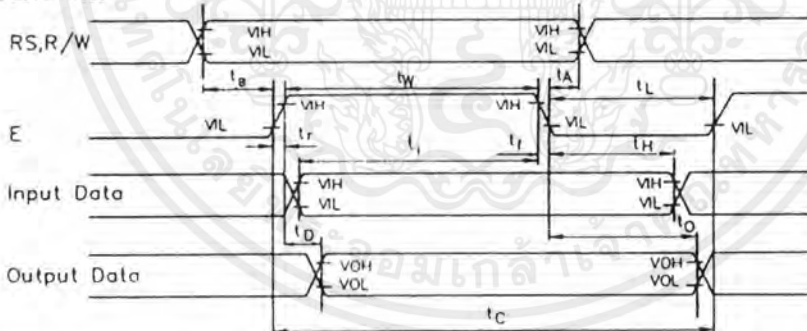 RS,R/W VIH VIL VIH VIL
tB tW tA tL
E VIL VIH VIH VIL VIL
tr ti tf tH
Input Data VIH VIL VIH VIL
tD tO
Output Data VOH VOL VOH VOL
tC